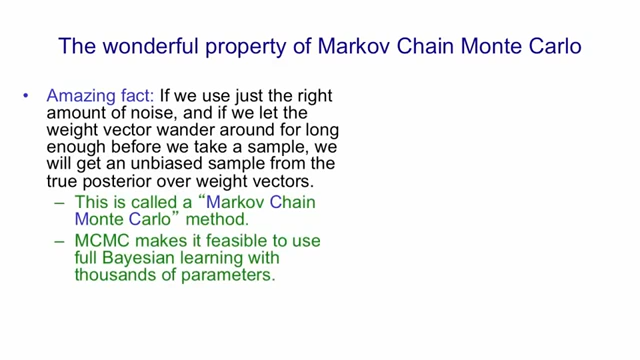 The wonderful property of Markov Chain Monte Carlo
• Amazing fact: If we use just the right
amount of noise, and if we let the
weight vector wander around for long
enough before we take a sample, we
will get an unbiased sample from the
true posterior over weight vectors.
– This is called a “Markov Chain
Monte Carlo” method.
– MCMC makes it feasible to use
full Bayesian learning with
thousands of parameters.